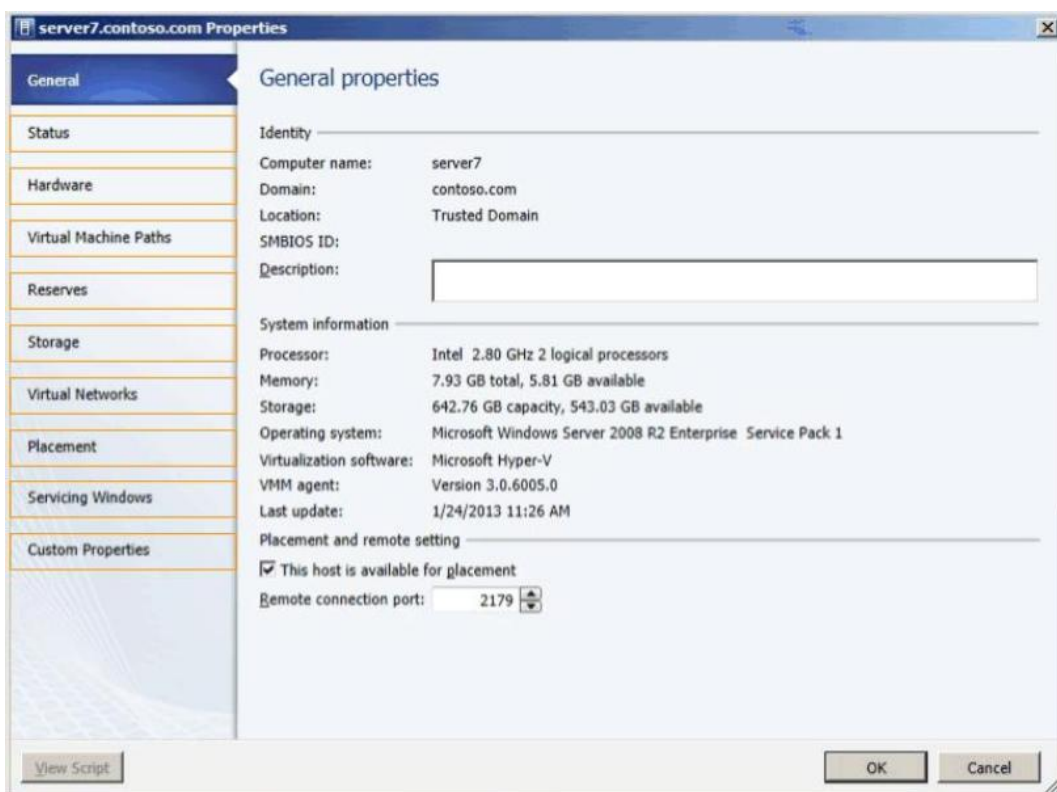 server7.contoso.com Properties
General
Status
Hardware
Virtual Machine Paths
Reserves
Storage
Virtual Networks
Placement
Servicing Windows
Custom Properties
General properties
Identity
Computer name: server7
Domain: contoso.com
Location: Trusted Domain
SMBIOS ID:
Description:
System information
Processor: Intel 2.80 GHz 2 logical processors
Memory: 7.93 GB total, 5.81 GB available
Storage: 642.76 GB capacity, 543.03 GB available
Operating system: Microsoft Windows Server 2008 R2 Enterprise Service Pack 1
Virtualization software: Microsoft Hyper-V
VMM agent: Version 3.0.6005.0
Last update: 1/24/2013 11:26 AM
Placement and remote setting
This host is available for placement
Remote connection port: 2179
View Script
OK
Cancel